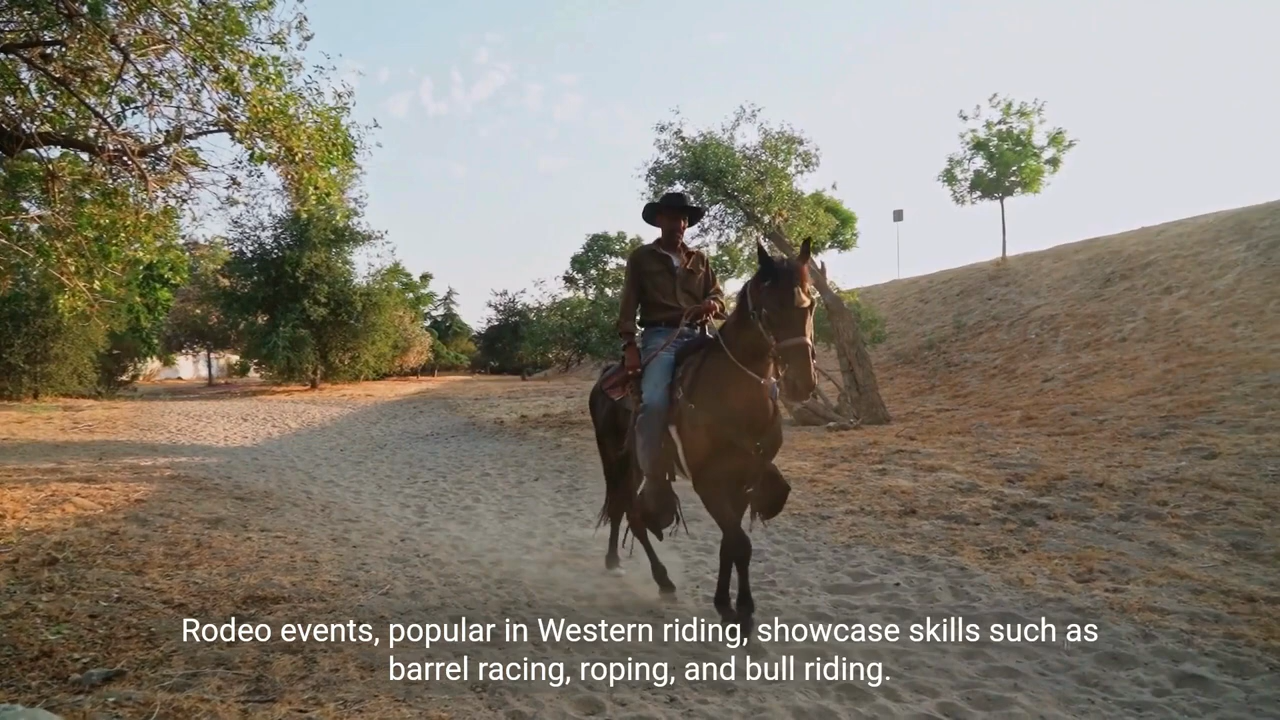 Rodeo events, popular in Western riding, showcase skills such as
barrel racing, roping, and bull riding.